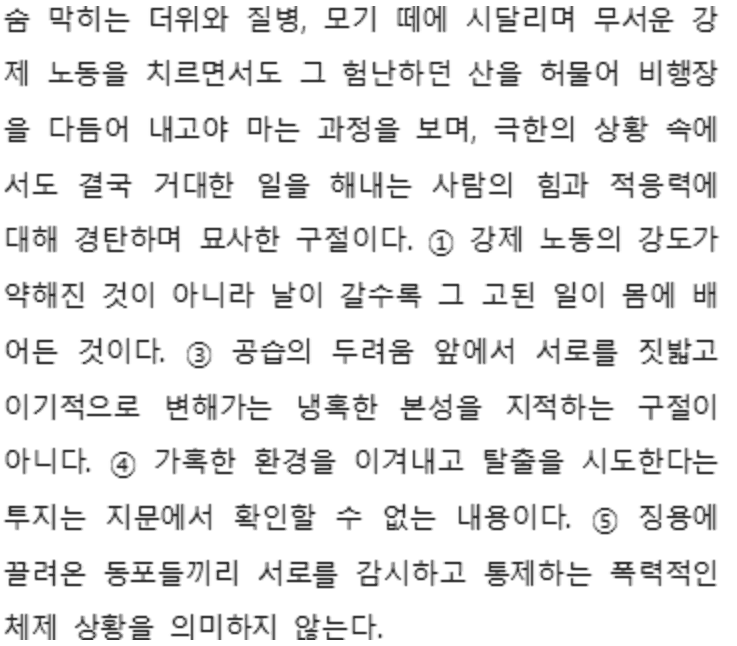 숨 막히는 더위와 질병, 모기 떼에 시달리며 무서운 강
제 노동을 치르면서도 그 험난하던 산을 허물어 비행장
을 다듬어 내고야 마는 과정을 보며, 극한의 상황 속에
서도 결국 거대한 일을 해내는 사람의 힘과 적응력에
대해 경탄하며 묘사한 구절이다. ① 강제 노동의 강도가
약해진 것이 아니라 날이 갈수록 그 고된 일이 몸에 배
어든 것이다. ③ 공습의 두려움 앞에서 서로를 짓밟고
이기적으로 변해가는 냉혹한 본성을 지적하는 구절이
아니다. ④ 가혹한 환경을 이겨내고 탈출을 시도한다는
투지는 지문에서 확인할 수 없는 내용이다. ⑤ 징용에
끌려온 동포들끼리 서로를 감시하고 통제하는 폭력적인
체제 상황을 의미하지 않는다.